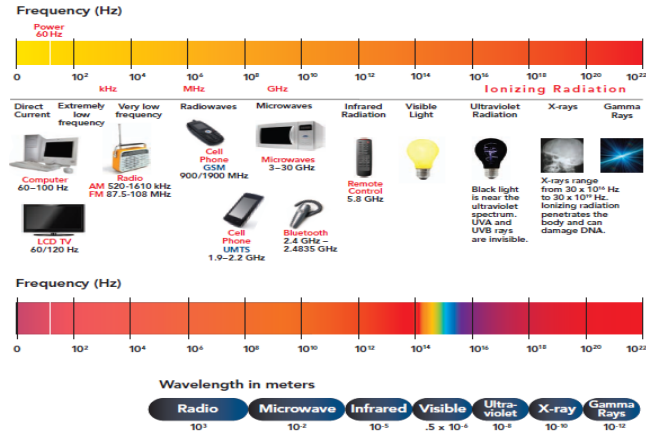 Frequency (Hz)
Power
60 Hz
0 10² 10⁴ 10⁶ 10⁸ 10¹⁰ 10¹² 10¹⁴ 10¹⁶ 10¹⁸ 10²⁰ 10²²
kHz MHz GHz Ionizing Radiation
Direct
Current
Extremely
low
frequency
Very low
frequency
Radiowaves
Microwaves
Infrared
Radiation
Visible
Light
Ultraviolet
Radiation
X-rays
Gamma
Rays
Computer
60–100 Hz
Radio
AM 520-1610 kHz
FM 87.5-108 MHz
Cell
Phone
GSM
900/1900 MHz
Microwaves
3–30 GHz
Remote
Control
5.8 GHz
Black light
is near the
ultraviolet
spectrum.
UVA and
UVB rays
are invisible.
X-rays range
from 30 x 10¹⁶ Hz
to 30 x 10¹⁹ Hz.
Ionizing radiation
penetrates the
body and can
damage DNA.
LCD TV
60/120 Hz
Cell
Phone
UMTS
1.9–2.2 GHz
Bluetooth
2.4 GHz –
2.4835 GHz
Frequency (Hz)
0 10² 10⁴ 10⁶ 10⁸ 10¹⁰ 10¹² 10¹⁴ 10¹⁶ 10¹⁸ 10²⁰ 10²²
Wavelength in meters
Radio
Microwave
Infrared
Visible
Ultra-
violet
X-ray
Gamma
Rays
10³ 10⁻² 10⁻⁵ .5 x 10⁻⁶ 10⁻⁸ 10⁻¹⁰ 10⁻¹²